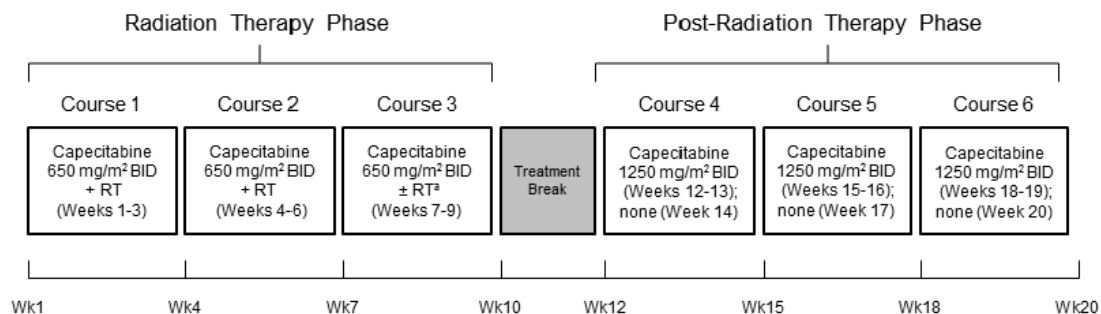 Radiation Therapy Phase
Post-Radiation Therapy Phase
Course 1
Course 2
Course 3
Course 4
Course 5
Course 6
Capecitabine
650 mg/m² BID
+ RT
(Weeks 1-3)
Capecitabine
650 mg/m² BID
+ RT
(Weeks 4-6)
Capecitabine
650 mg/m² BID
± RTª
(Weeks 7-9)
Treatment
Break
Capecitabine
1250 mg/m² BID
(Weeks 12-13);
none (Week 14)
Capecitabine
1250 mg/m² BID
(Weeks 15-16);
none (Week 17)
Capecitabine
1250 mg/m² BID
(Weeks 18-19);
none (Week 20)
Wk1
Wk4
Wk7
Wk10
Wk12
Wk15
Wk18
Wk20